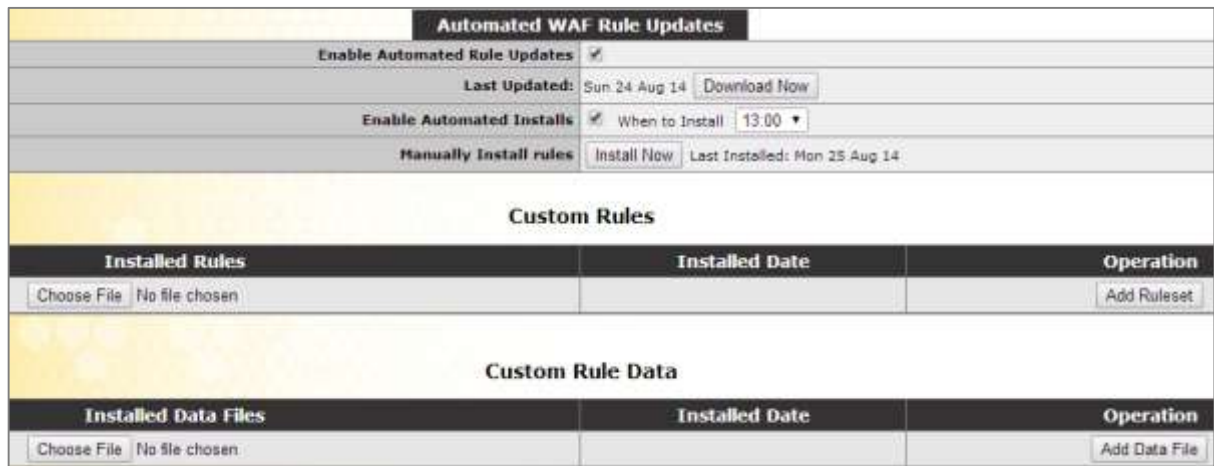 Automated WAF Rule Updates
Enable Automated Rule Updates
Last Updated: Sun 24 Aug 14 Download Now
Enable Automated Installs When to Install 13:00
Manually Install rules Install Now Last Installed: Mon 25 Aug 14
Custom Rules
Installed Rules Installed Date Operation
Choose File No file chosen Add Ruleset
Custom Rule Data
Installed Data Files Installed Date Operation
Choose File No file chosen Add Data File